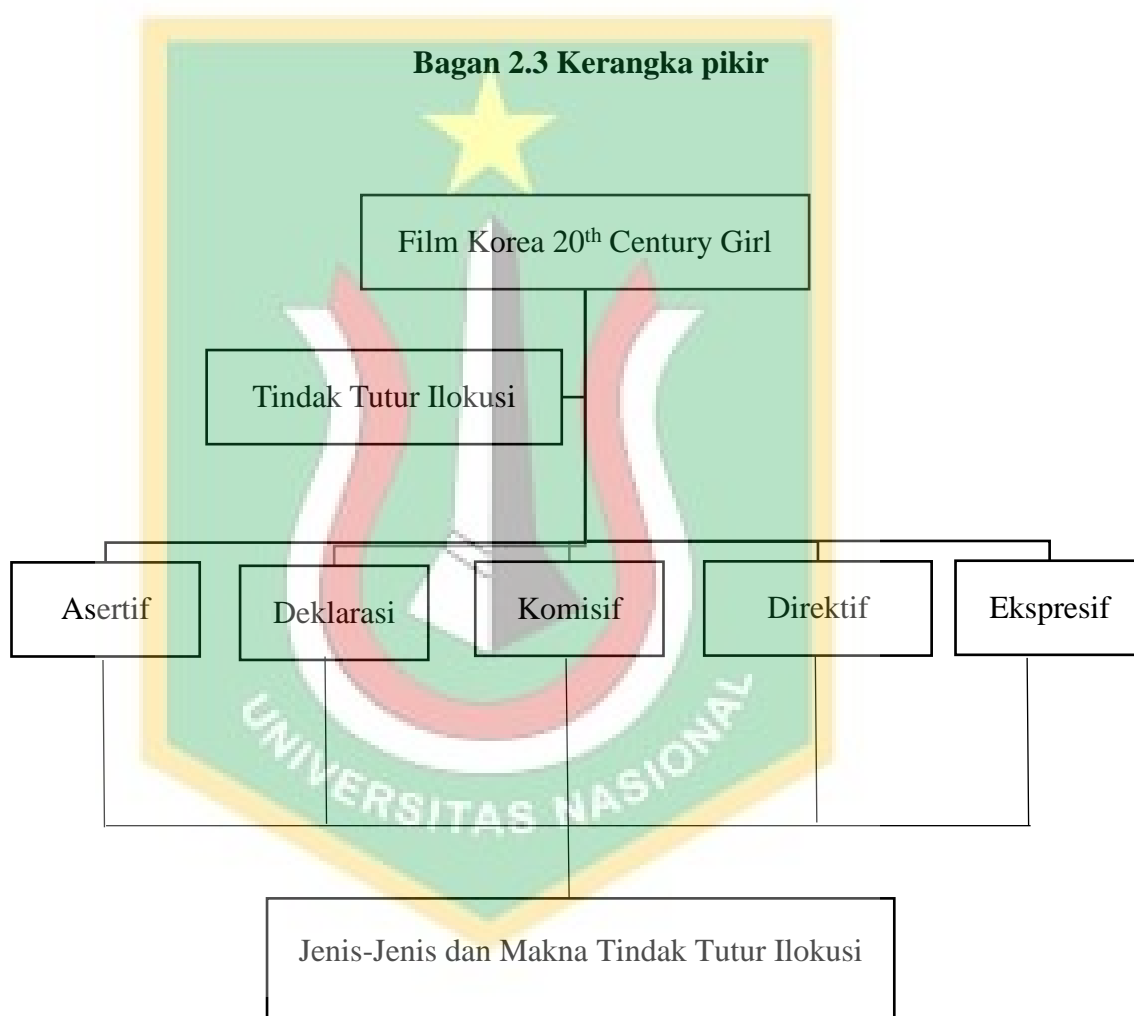 Bagan 2.3 Kerangka pikir
Film Korea 20th Century Girl
Tindak Tutur Ilokusi
Asertif
Deklarasi
Komisif
Direktif
Ekspresif
UNIVERSITAS NASIONAL
Jenis-Jenis dan Makna Tindak Tutur Ilokusi